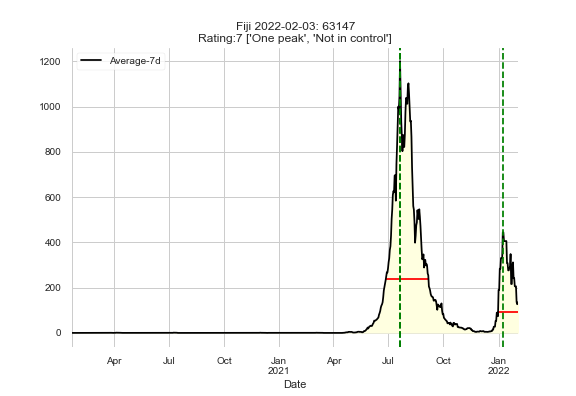 Fiji 2022-02-03: 63147
Rating:7 ['One peak', 'Not in control']
Average-7d
1200
1000
800
600
400
200
0
Apr Jul Oct Jan Apr Jul Oct Jan
2021 2022
Date